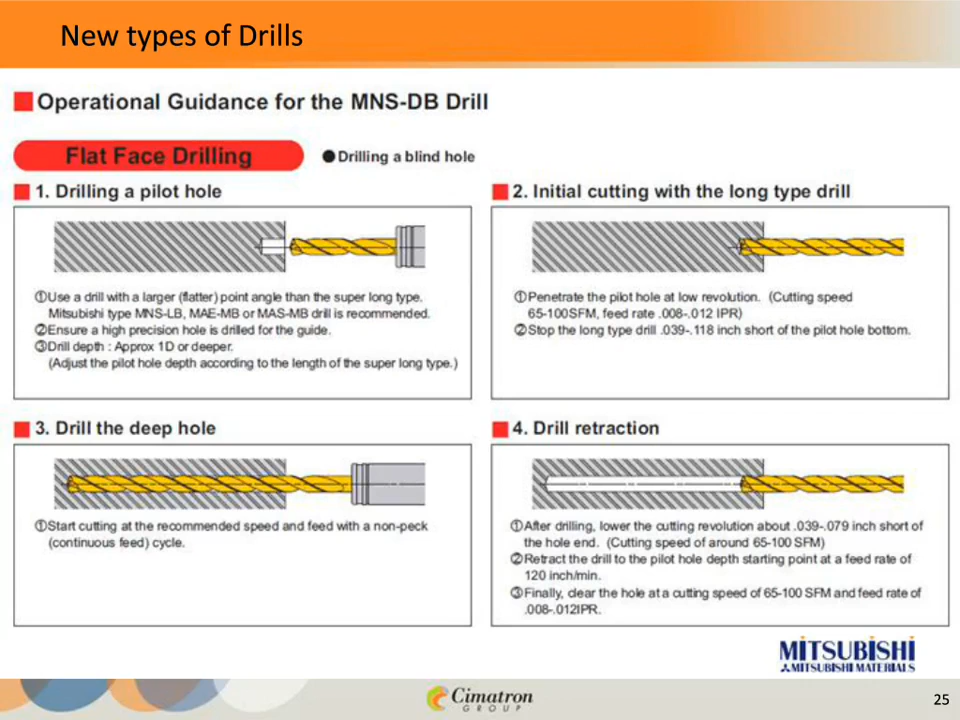 New types of Drills
Operational Guidance for the MNS-DB Drill
Flat Face Drilling
●Drilling a blind hole
1. Drilling a pilot hole
①Use a drill with a larger (flatter) point angle than the super long type.
Mitsubishi type MNS-LB, MAE-MB or MAS-MB drill is recommended.
②Ensure a high precision hole is drilled for the guide.
③Drill depth : Approx 1D or deeper.
(Adjust the pilot hole depth according to the length of the super long type.)
2. Initial cutting with the long type drill
①Penetrate the pilot hole at low revolution. (Cutting speed
65-100SFM, feed rate .008-.012 IPR)
②Stop the long type drill .039-.118 inch short of the pilot hole bottom.
3. Drill the deep hole
①Start cutting at the recommended speed and feed with a non-peck
(continuous feed) cycle.
4. Drill retraction
①After drilling, lower the cutting revolution about .039-.079 inch short of
the hole end. (Cutting speed of around 65-100 SFM)
②Retract the drill to the pilot hole depth starting point at a feed rate of
120 inch/min.
③Finally, clear the hole at a cutting speed of 65-100 SFM and feed rate of
.008-.012IPR.
MITSUBISHI
MITSUBISHI MATERIALS
Cimatron
GROUP
25